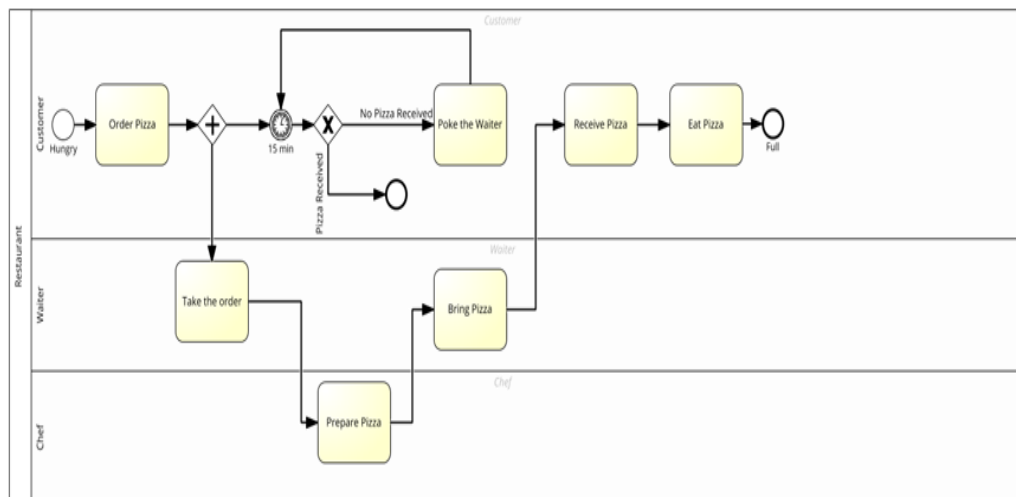 Customer
Restaurant
Customer
Hungry
Order Pizza
15 min
No Pizza Received
Pizza Received
Poke the Waiter
Receive Pizza
Eat Pizza
Full
Waiter
Waiter
Take the order
Bring Pizza
Chef
Chef
Prepare Pizza